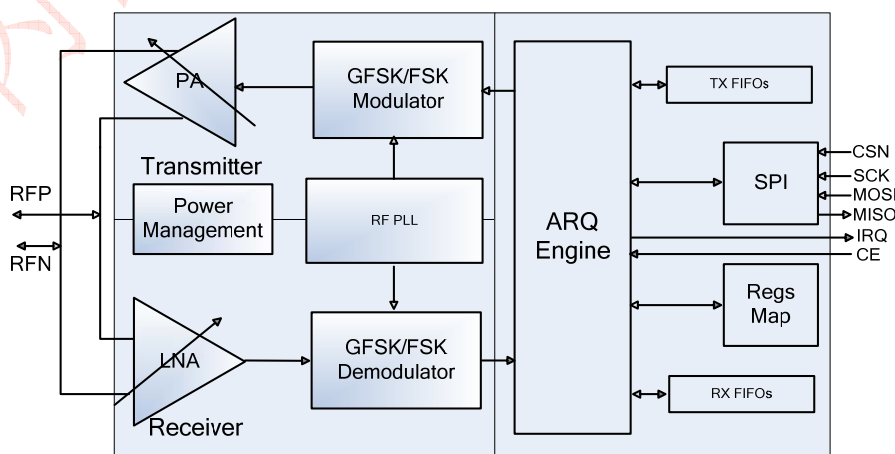 PA
GFSK/FSK
Modulator
TX FIFOs
Transmitter
RFP
RFN
Power
Management
RF PLL
ARQ
Engine
SPI
CSN
SCK
MOSI
MISO
IRQ
CE
Regs
Map
LNA
GFSK/FSK
Demodulator
RX FIFOs
Receiver